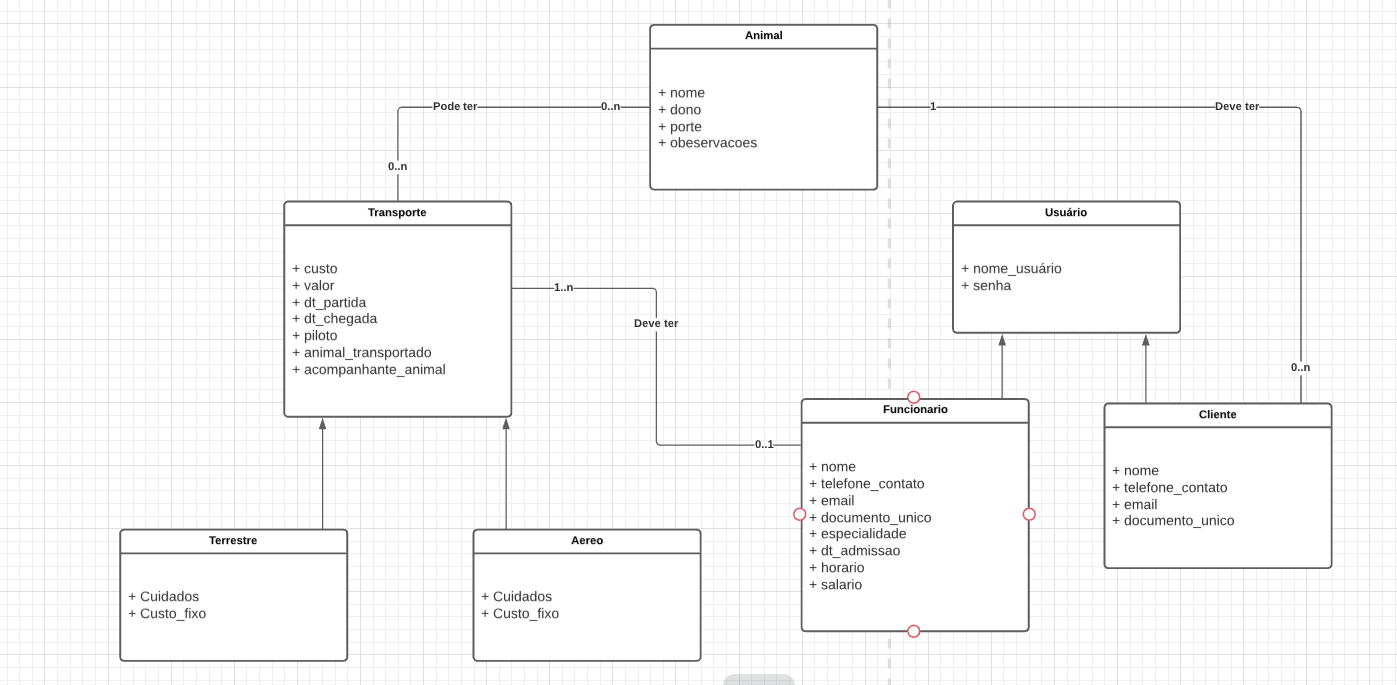 Animal
+ nome
+ dono
+ porte
+ obeservacoes
Pode ter
0..n
0..n
1
Deve ter
0..n
Transporte
+ custo
+ valor
+ dt_partida
+ dt_chegada
+ piloto
+ animal_transportado
+ acompanhante_animal
1..n
Deve ter
0..1
Usuário
+ nome_usuário
+ senha
Funcionario
+ nome
+ telefone_contato
+ email
+ documento_unico
+ especialidade
+ dt_admissao
+ horario
+ salario
Cliente
+ nome
+ telefone_contato
+ email
+ documento_unico
Terrestre
+ Cuidados
+ Custo_fixo
Aereo
+ Cuidados
+ Custo_fixo